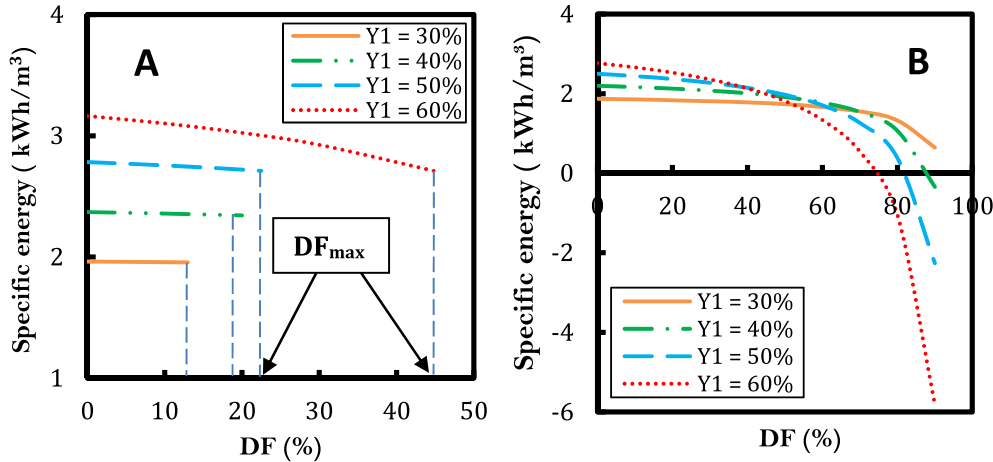 A
Y1 = 30%
Y1 = 40%
Y1 = 50%
Y1 = 60%
DFmax
Specific energy ( kWh/m³)
4
3
2
1
0
10
20
30
40
50
DF (%)
B
Specific energy ( kWh/m³)
4
2
0
-2
-4
-6
0
20
40
60
80
100
Y1 = 30%
Y1 = 40%
Y1 = 50%
Y1 = 60%
DF (%)